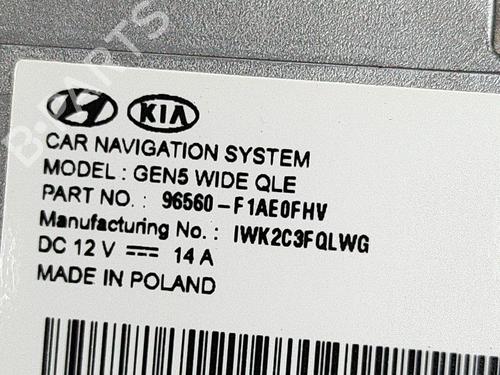 KIA
CAR NAVIGATION SYSTEM
MODEL : GEN5 WIDE QLE
PART NO. : 96560-F1AE0FHV
Manufacturing No. : IWK2C3FQLWG
DC 12 V ⎓ 14 A
MADE IN POLAND
B-PARTS